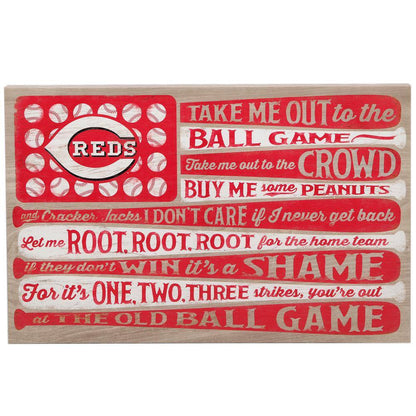 REDS
TAKE ME OUT to the
BALL GAME
Take me out to the CROWD
BUY ME some PEANUTS
and Cracker Jacks I DON'T CARE if I never get back
Let me ROOT, ROOT, ROOT for the home team
if they don't WIN it's a SHAME
For it's ONE, TWO, THREE strikes, you're out
at THE OLD BALL GAME